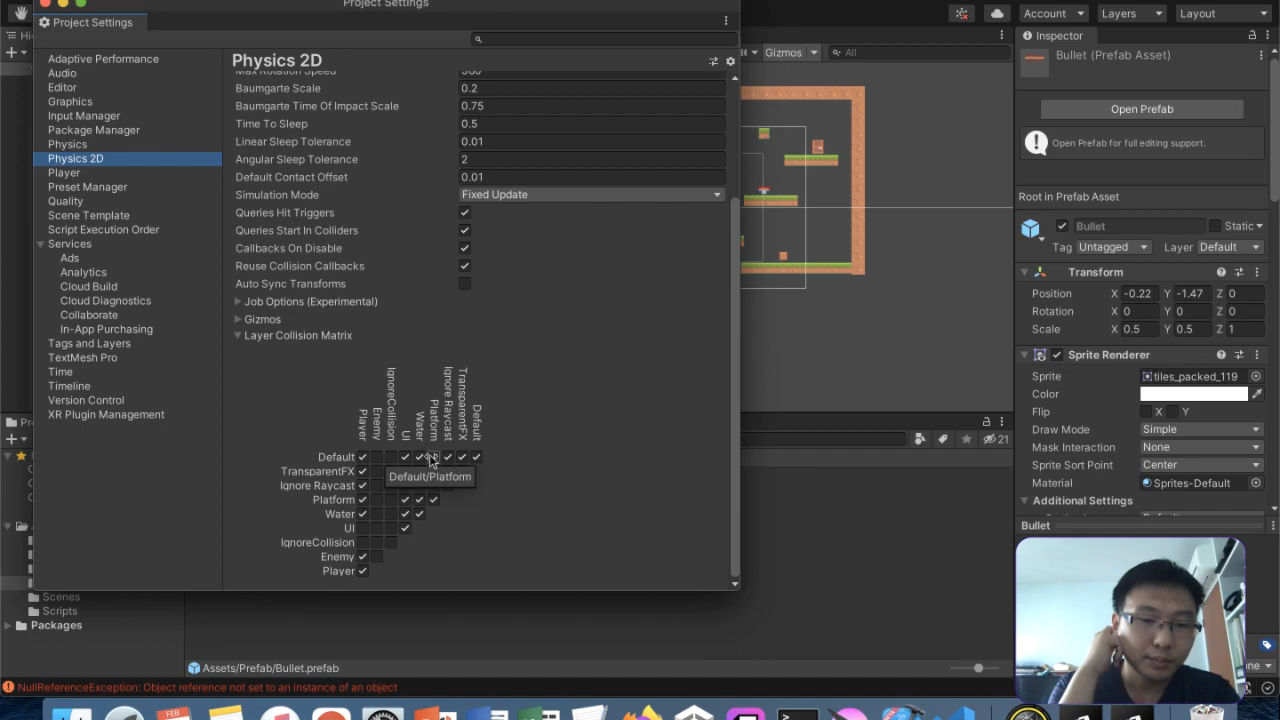 Project Settings
Project Settings
Account
Layers
Layout
Adaptive Performance
Audio
Editor
Graphics
Input Manager
Package Manager
Physics
Physics 2D
Player
Preset Manager
Quality
Scene Template
Script Execution Order
Services
Ads
Analytics
Cloud Build
Cloud Diagnostics
Collaborate
In-App Purchasing
Tags and Layers
TextMesh Pro
Time
Timeline
Version Control
XR Plugin Management
Physics 2D
Max Rotation Speed 360
Baumgarte Scale 0.2
Baumgarte Time Of Impact Scale 0.75
Time To Sleep 0.5
Linear Sleep Tolerance 0.01
Angular Sleep Tolerance 2
Default Contact Offset 0.01
Simulation Mode Fixed Update
Queries Hit Triggers
Queries Start In Colliders
Callbacks On Disable
Reuse Collision Callbacks
Auto Sync Transforms
Job Options (Experimental)
Gizmos
Layer Collision Matrix
Player
Enemy
IgnoreCollision
UI
Water
Platform
Ignore Raycast
TransparentFX
Default
Default
TransparentFX
Ignore Raycast
Platform
Water
UI
IgnoreCollision
Enemy
Player
Default/Platform
Gizmos
All
21
Scenes
Scripts
Packages
Assets/Prefab/Bullet.prefab
NullReferenceException: Object reference not set to an instance of an object
Inspector
Bullet (Prefab Asset)
Open Prefab
Open Prefab for full editing support.
Root in Prefab Asset
Bullet Static
Tag Untagged Layer Default
Transform
Position X -0.22 Y -1.47 Z 0
Rotation X 0 Y 0 Z 0
Scale X 0.5 Y 0.5 Z 1
Sprite Renderer
Sprite tiles_packed_119
Color
Flip X Y
Draw Mode Simple
Mask Interaction None
Sprite Sort Point Center
Material Sprites-Default
Additional Settings
Bullet
FEB